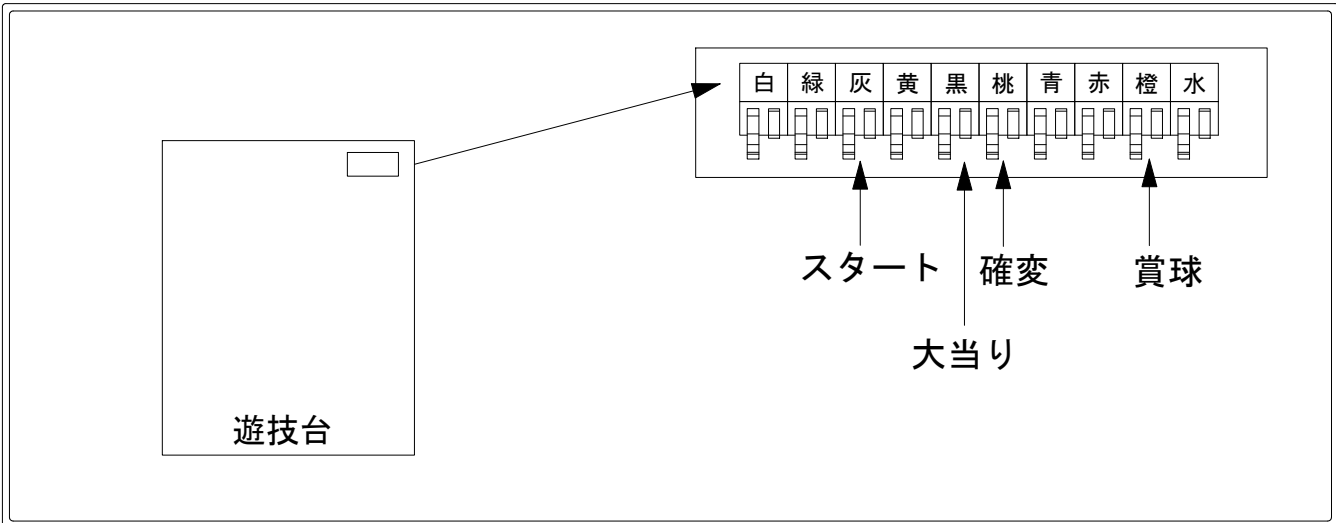 白 緑 灰 黄 黒 桃 青 赤 橙 水
スタート 確変 賞球
大当り
遊技台